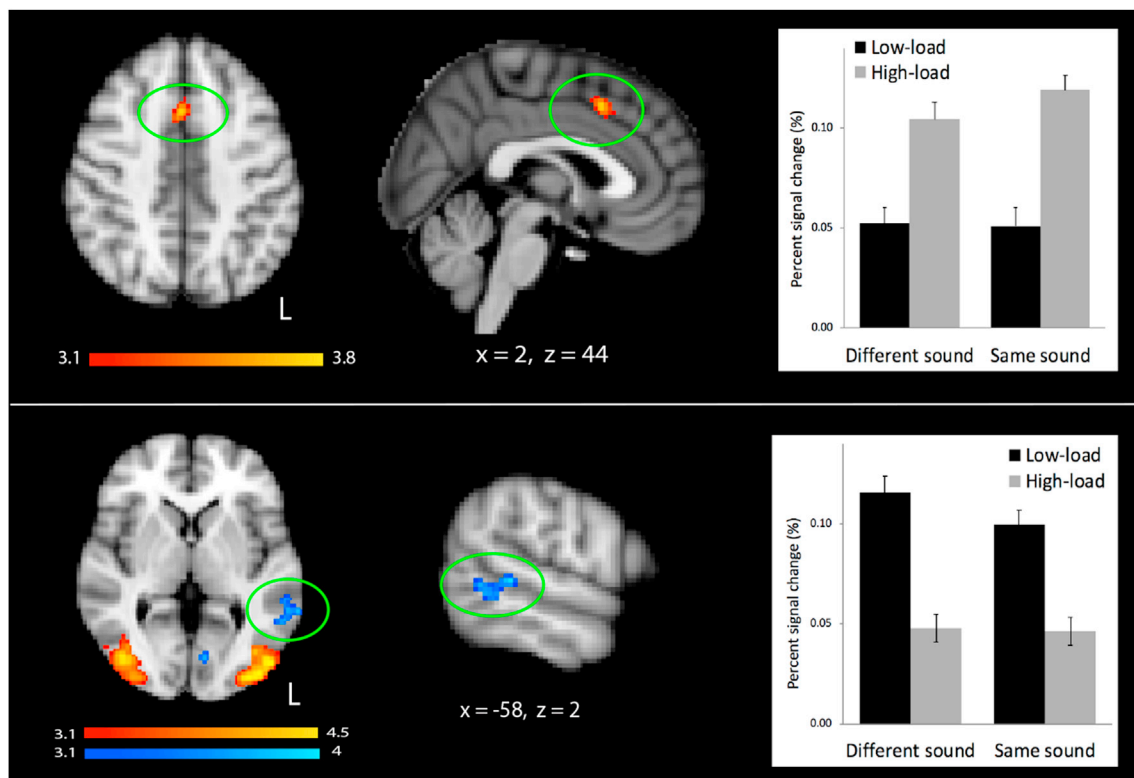 L
3.1 3.8
x = 2, z = 44
Low-load
High-load
Percent signal change (%)
0.10
0.05
0.00
Different sound Same sound
L
3.1 4.5
3.1 4
x = -58, z = 2
Low-load
High-load
Percent signal change (%)
0.10
0.05
0.00
Different sound Same sound